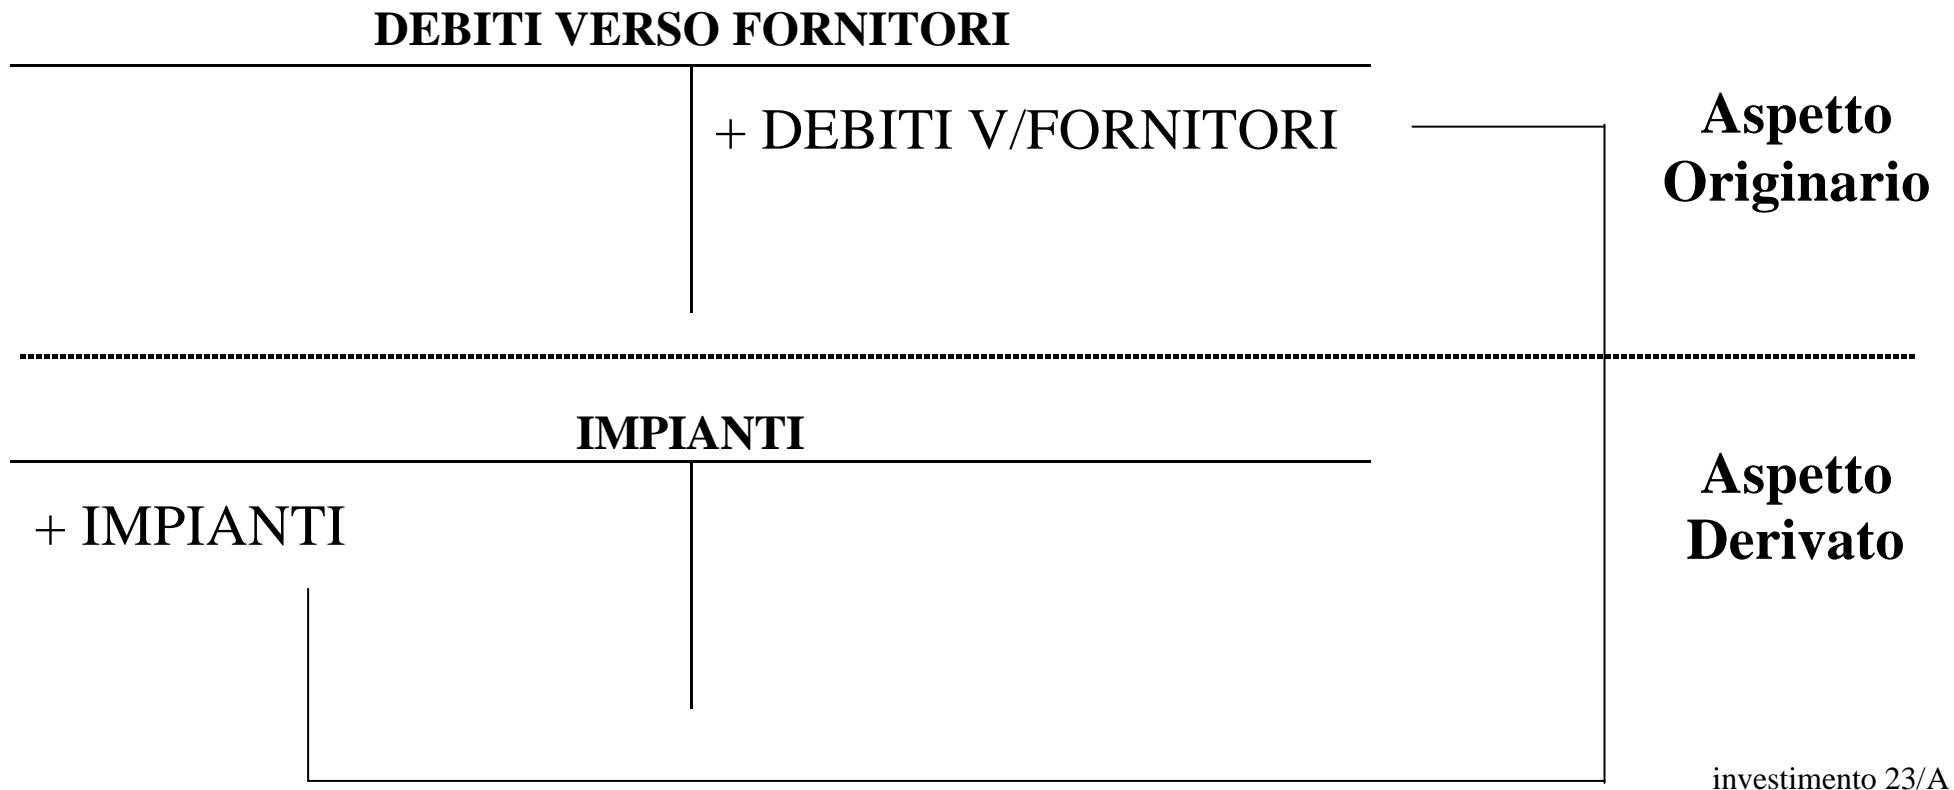 DEBITI VERSO FORNITORI
+ DEBITI V/FORNITORI
Aspetto
Originario
IMPIANTI
+ IMPIANTI
Aspetto
Derivato
investimento 23/A